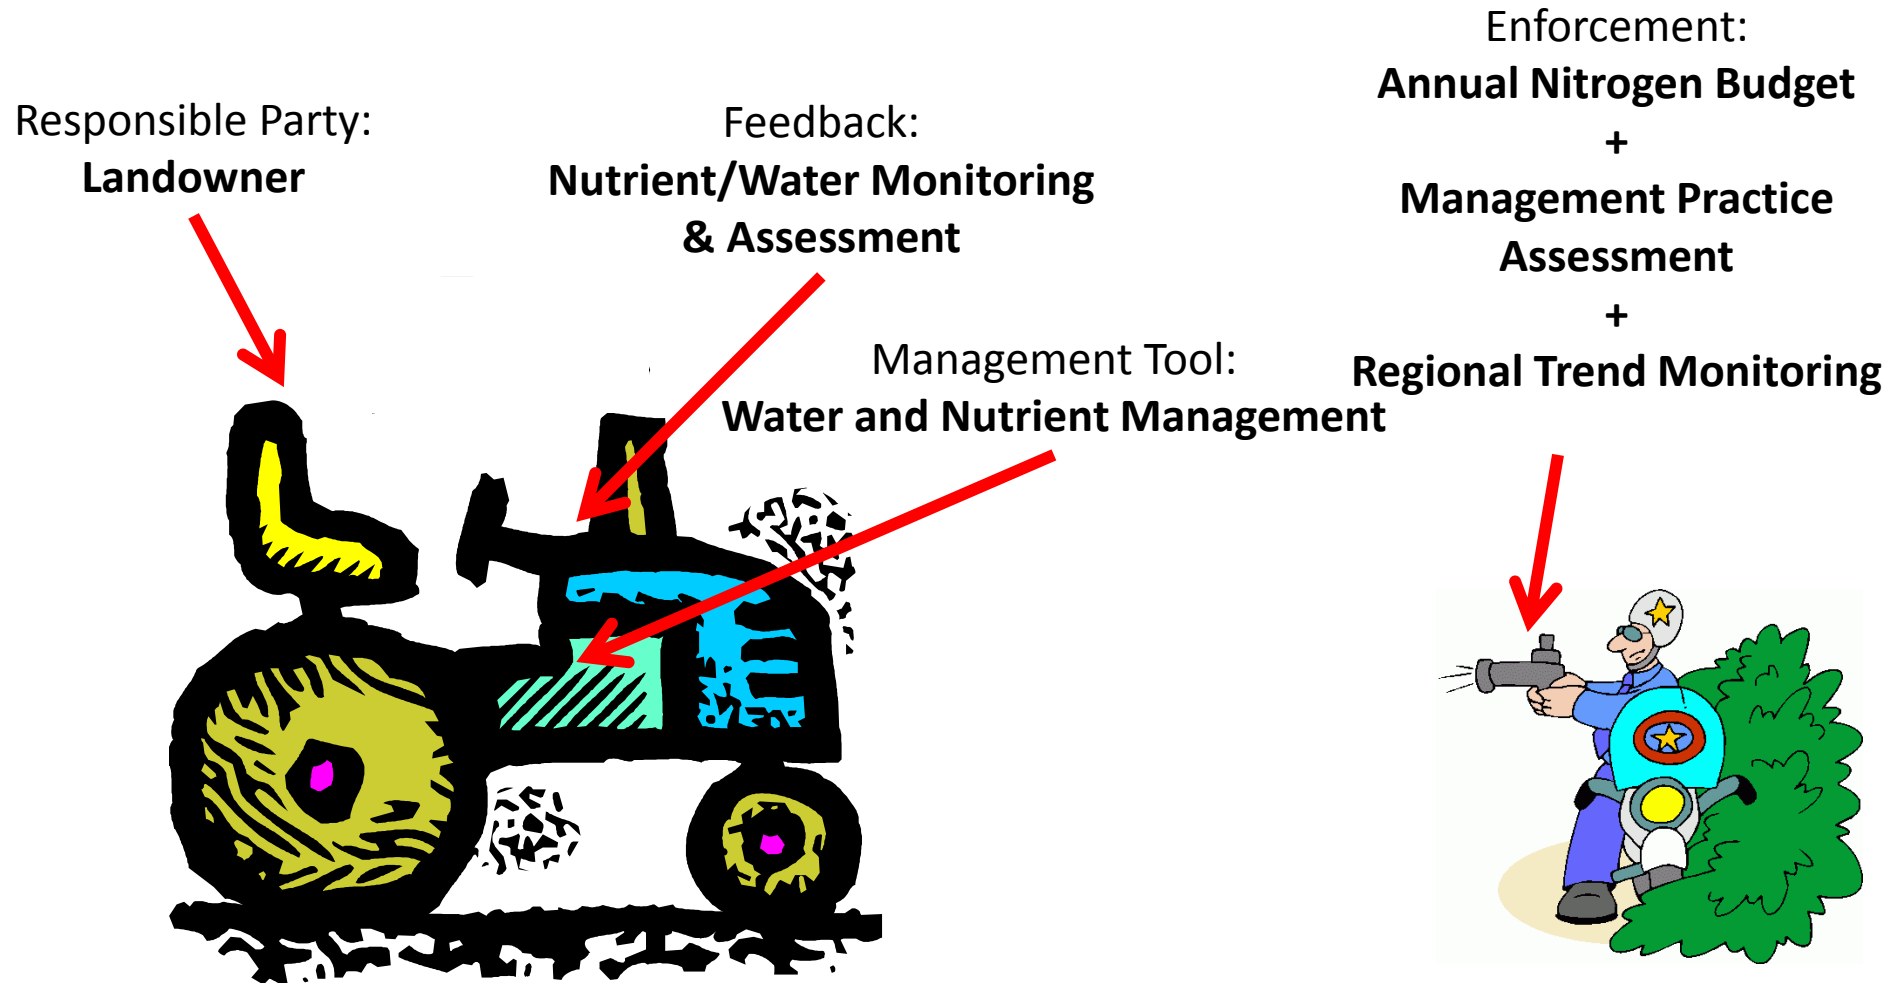 Responsible Party:
Landowner
Feedback:
Nutrient/Water Monitoring
& Assessment
Management Tool:
Water and Nutrient Management
Enforcement:
Annual Nitrogen Budget
+
Management Practice
Assessment
+
Regional Trend Monitoring